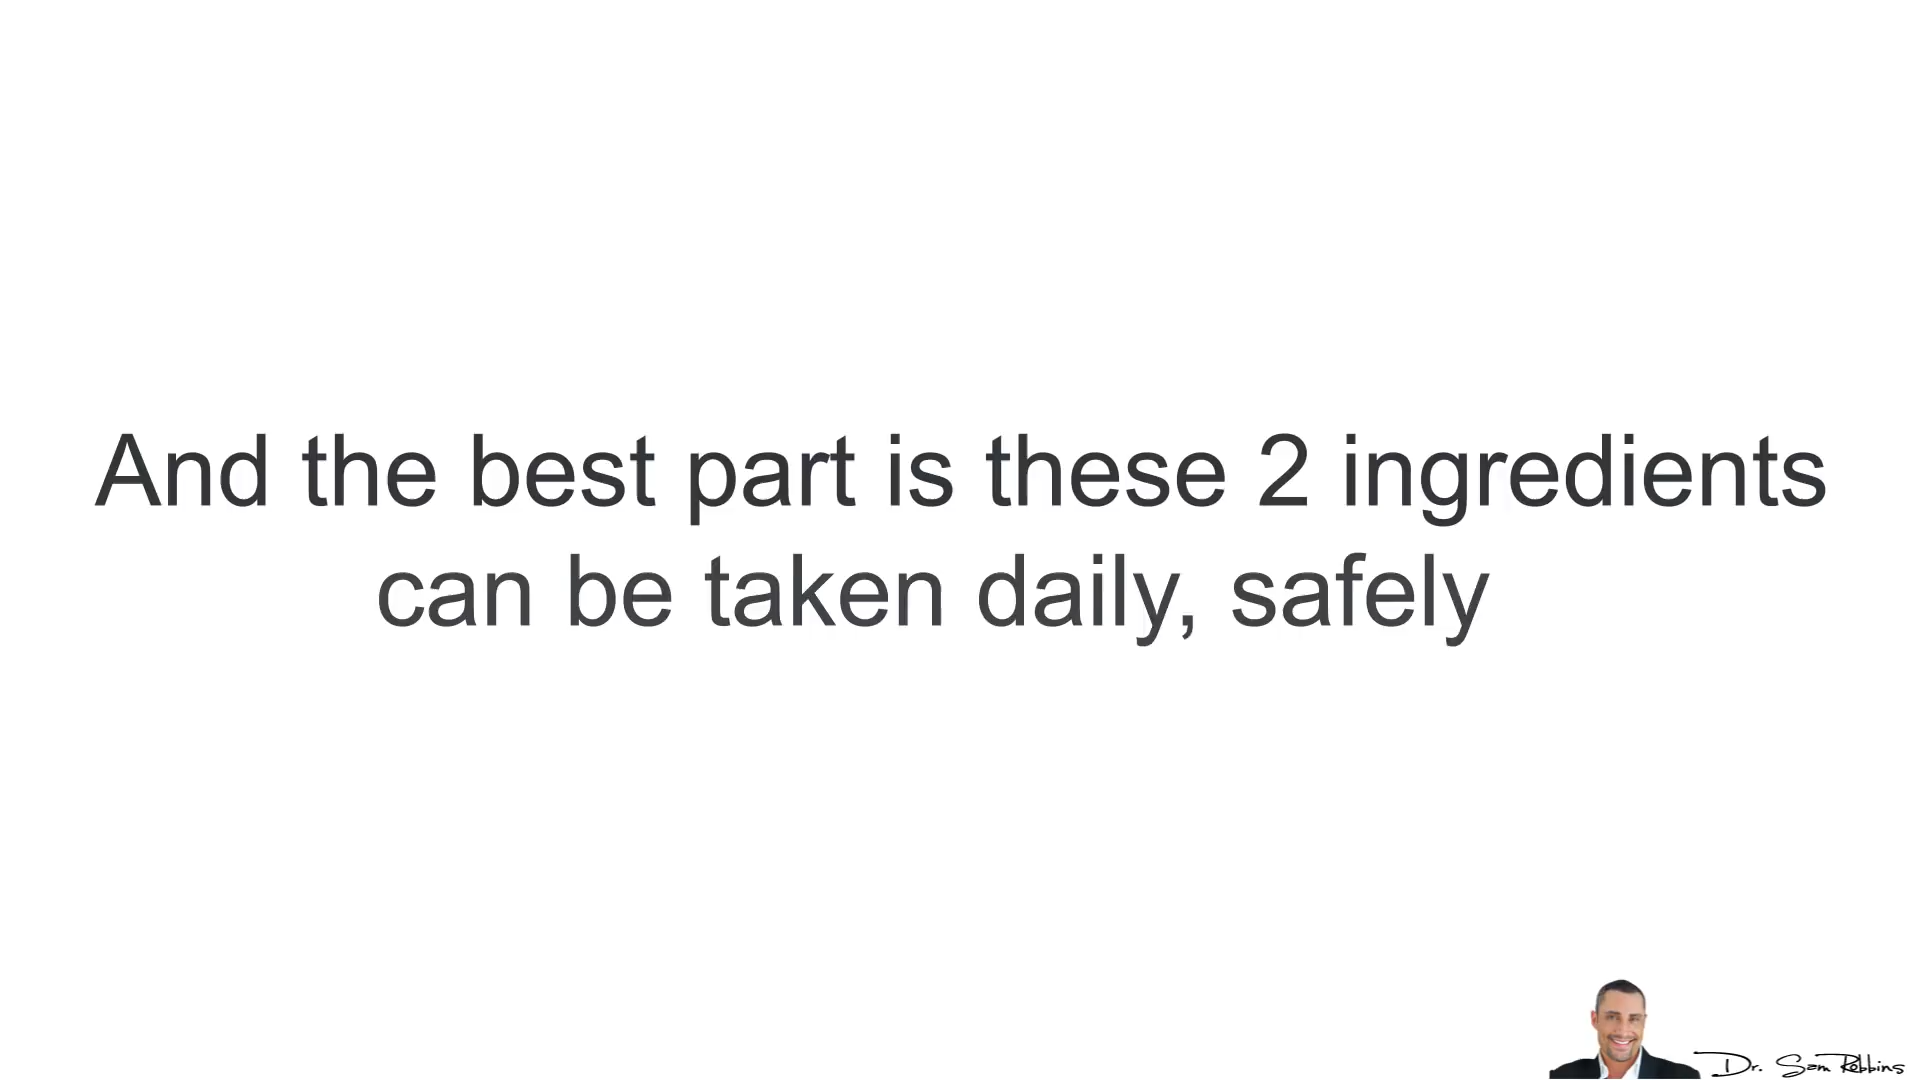 And the best part is these 2 ingredients
can be taken daily, safely
Dr. Sam Robbins